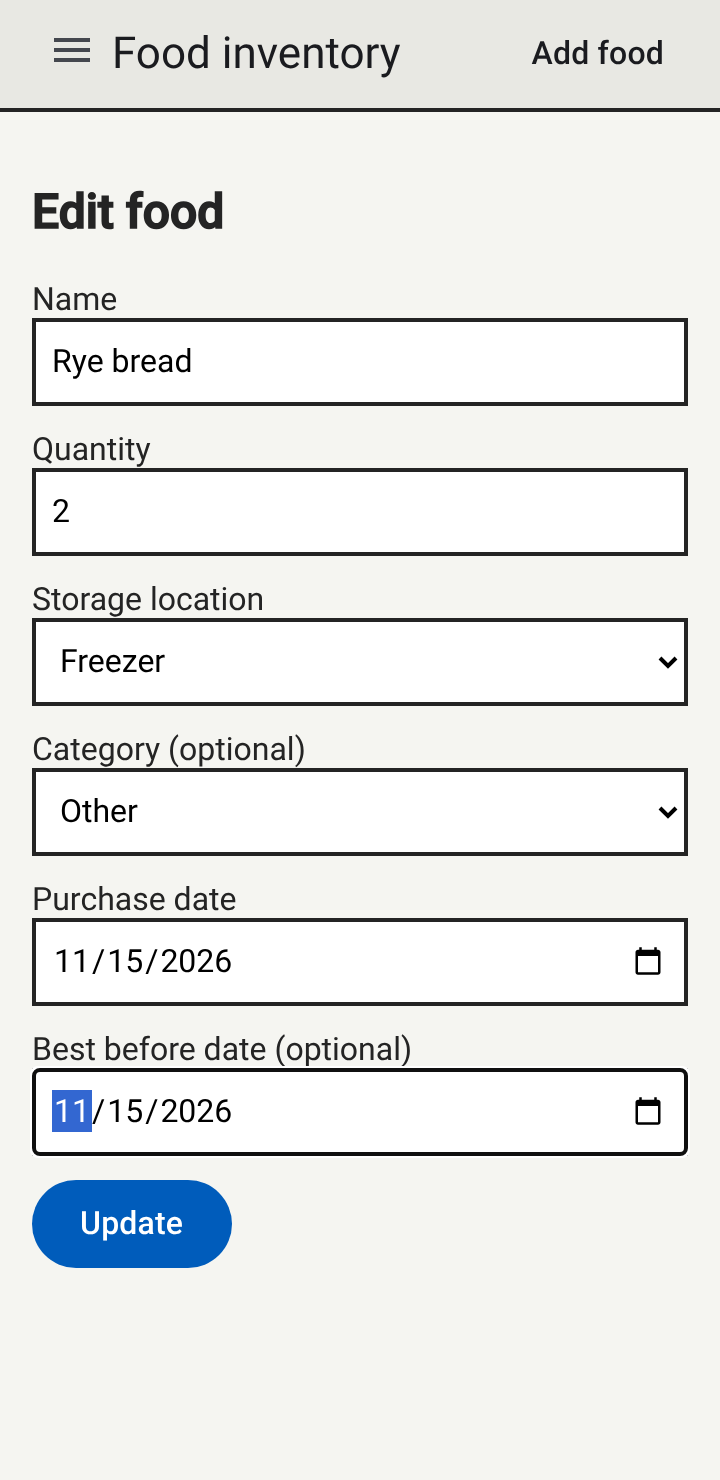 Food inventory
Add food
Edit food
Name
Rye bread
Quantity
2
Storage location
Freezer
Category (optional)
Other
Purchase date
11/15/2026
Best before date (optional)
11/15/2026
Update